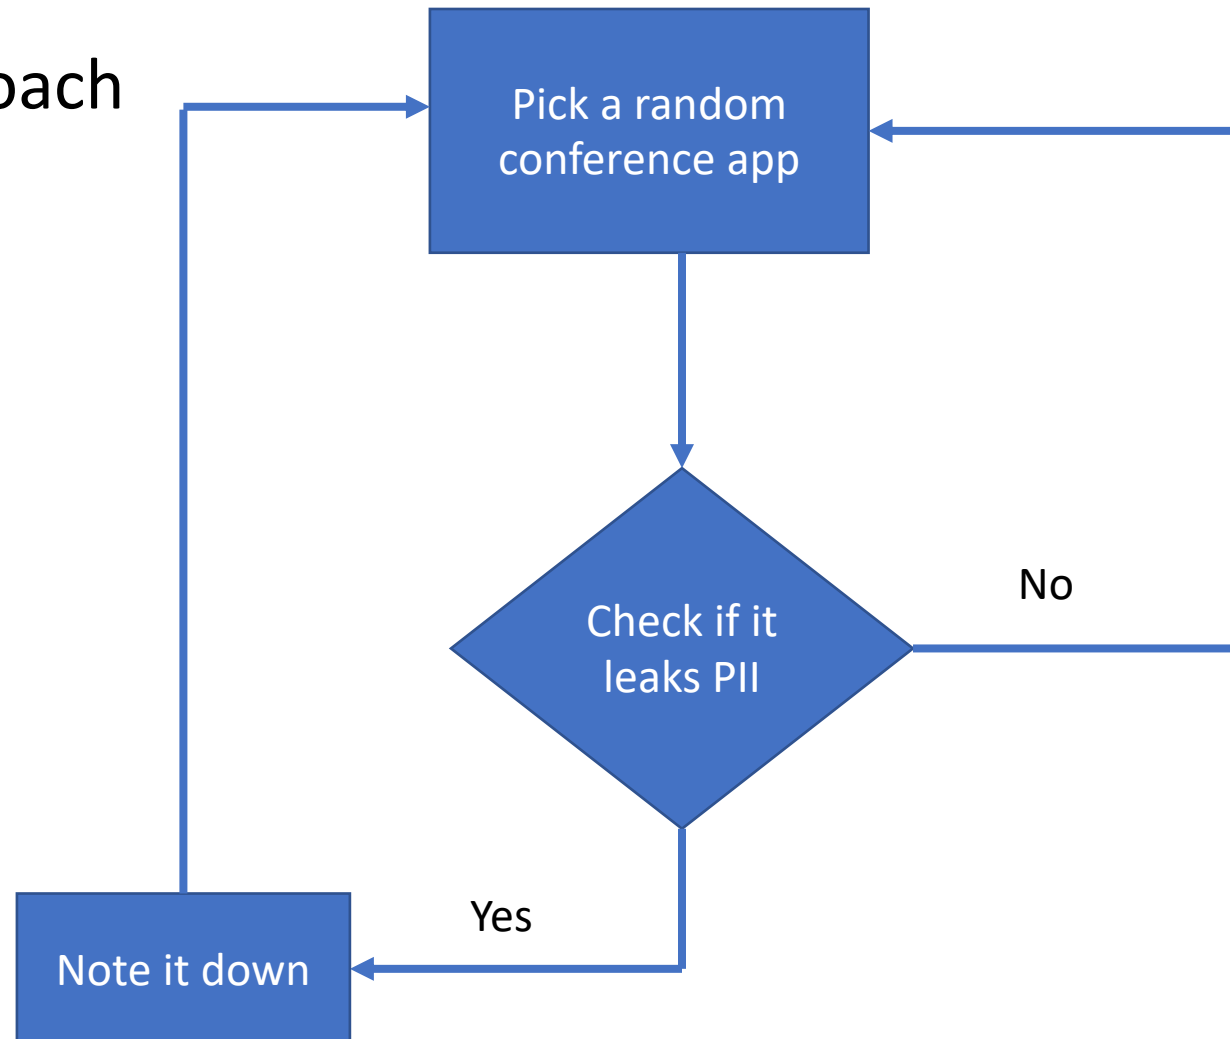 oach
Pick a random
conference app
Check if it
leaks PII
No
Yes
Note it down